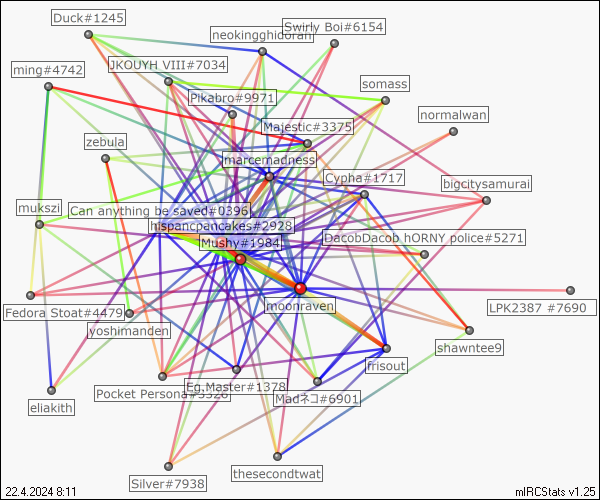 Duck#1245
Swirly Boi#6154
neokingghidorah
JKOUYH VIII#7034
ming#4742
somass
Pikabro#9971
normalwan
Majestic#3375
zebula
marcemadness
Cypha#1717
bigcitysamurai
mukszi
Can anything be saved#0396
hispancpancakes#2928
DacobDacob hORNY police#5271
Mushy#1984
moonraven
LPK2387 #7690
Fedora Stoat#4479
yoshimanden
shawntee9
frisout
Eg.Master#1378
Pocket Persona#3326
Madネコ#6901
eliakith
thesecondtwat
Silver#7938
22.4.2024 8:11
mIRCStats v1.25